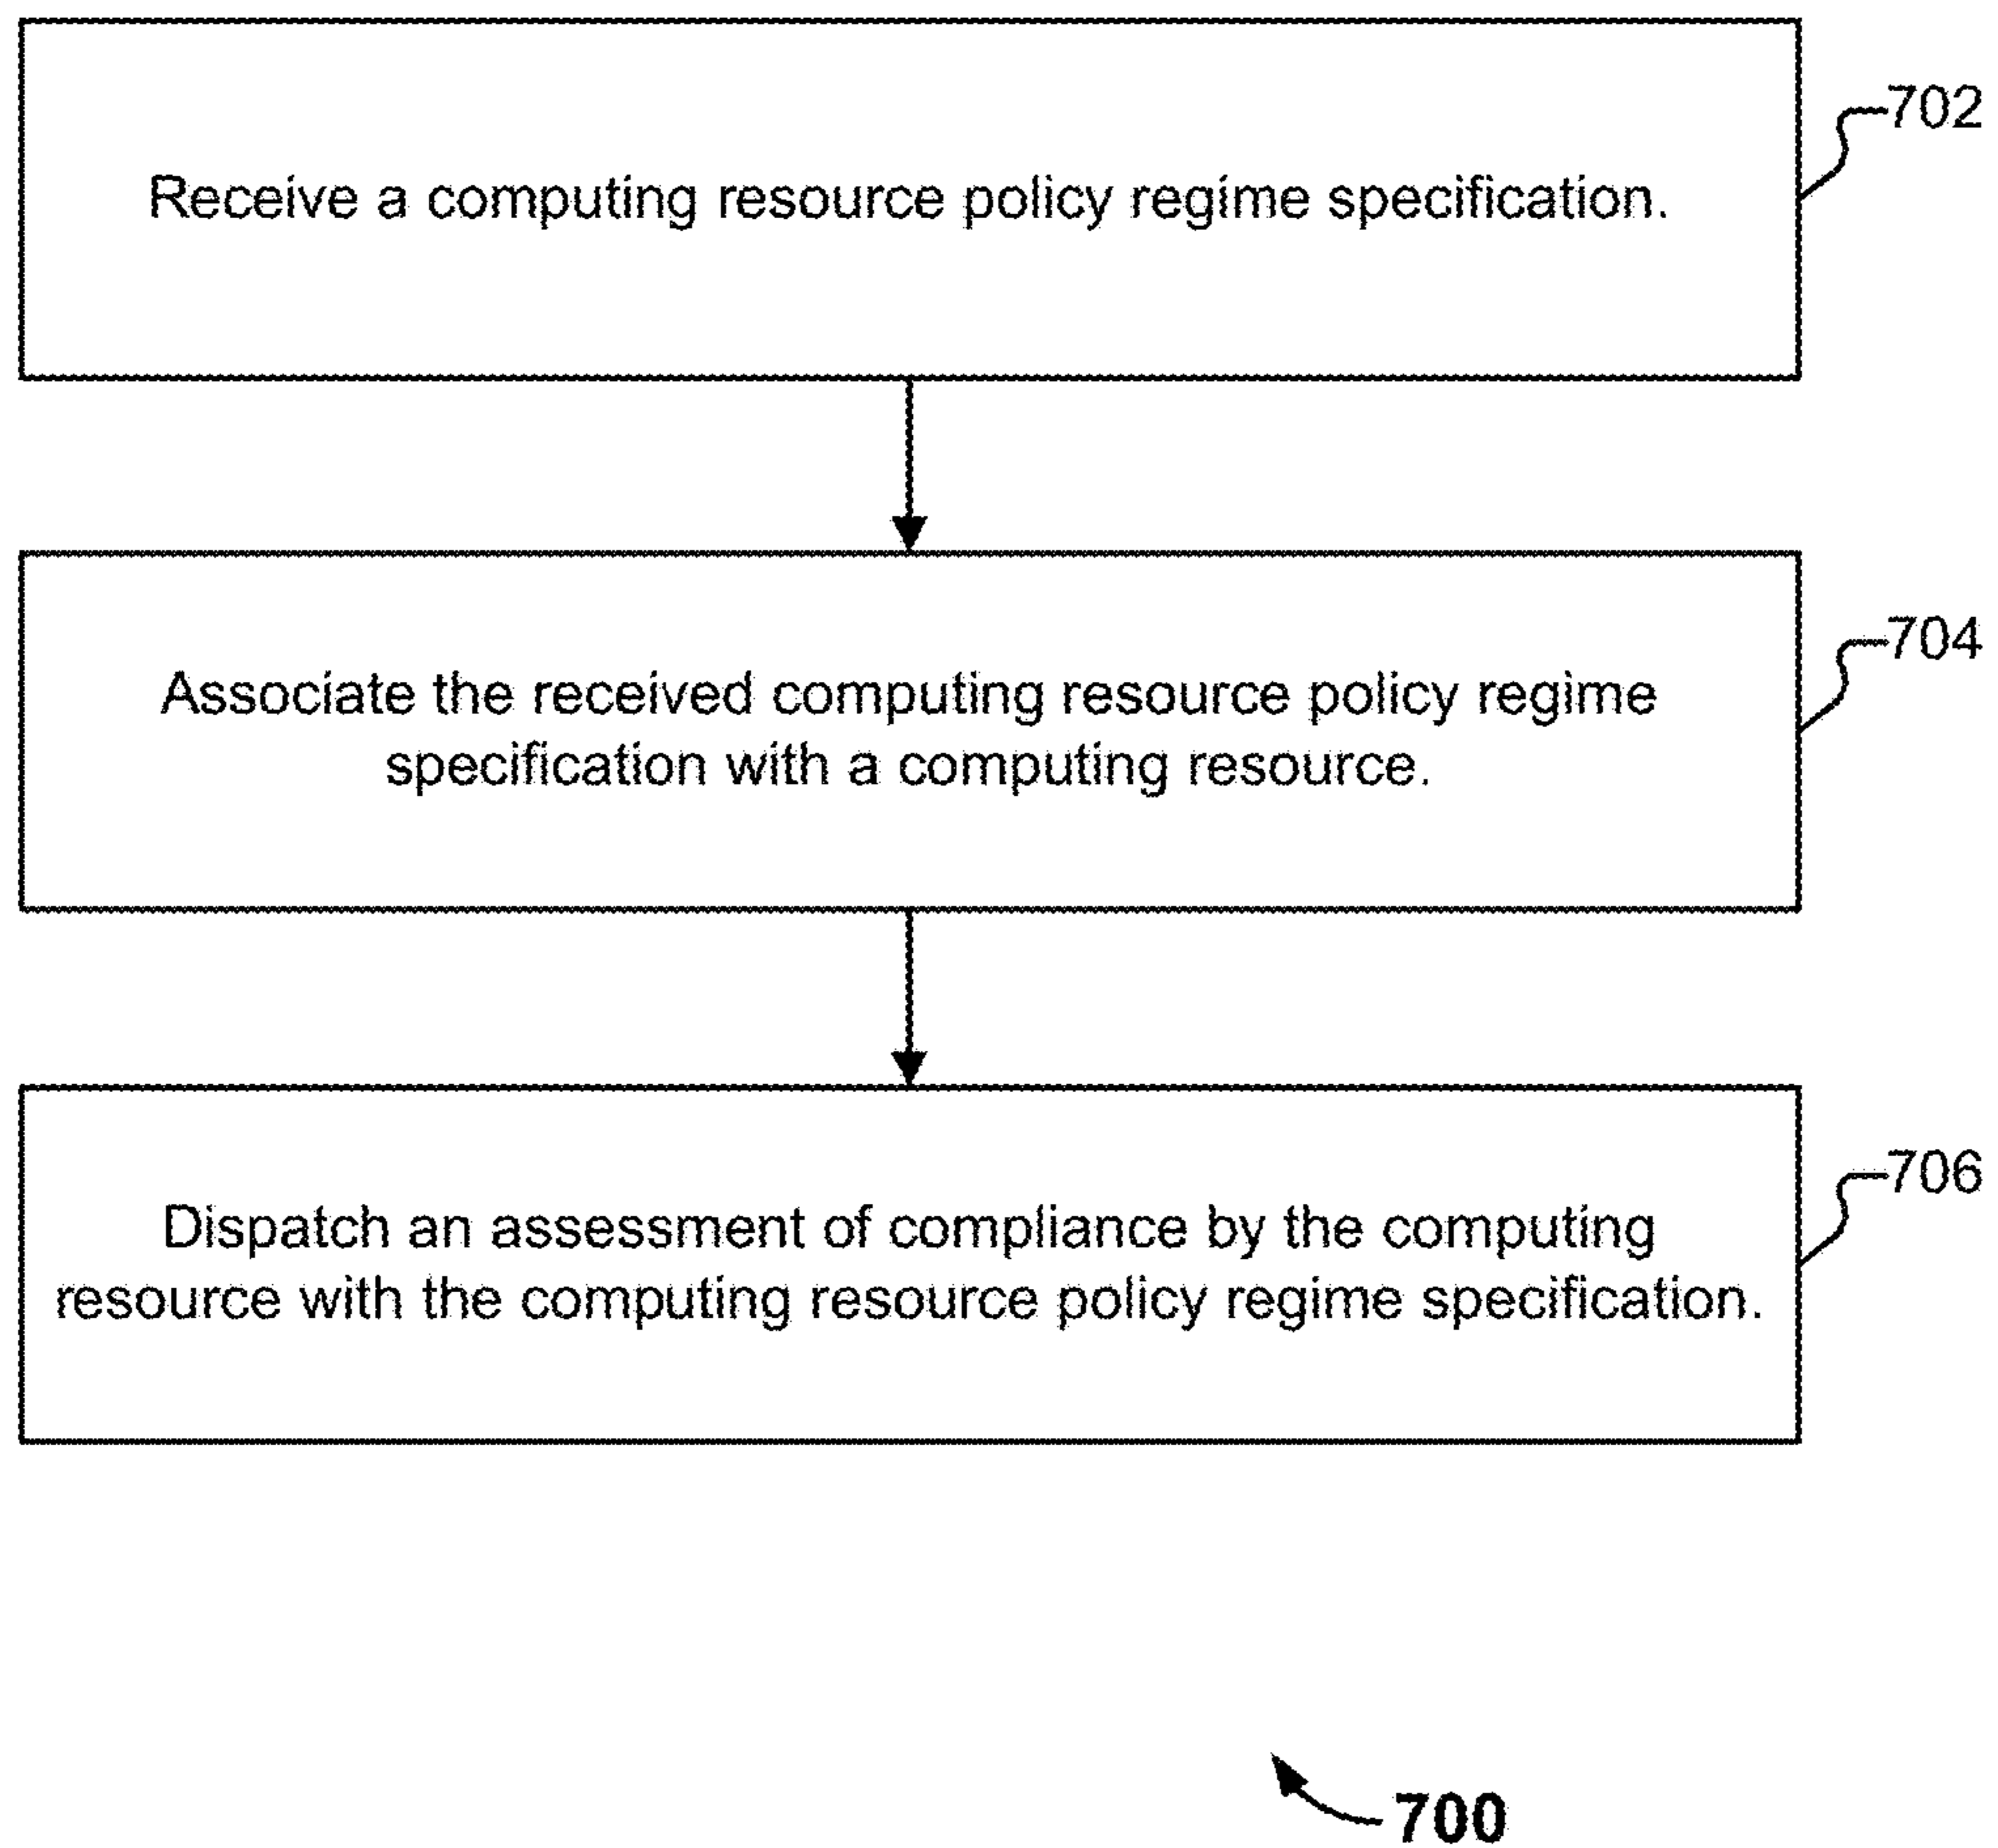 702
Receive a computing resource policy regime specification.
704
Associate the received computing resource policy regime
specification with a computing resource.
706
Dispatch an assessment of compliance by the computing
resource with the computing resource policy regime specification.
700